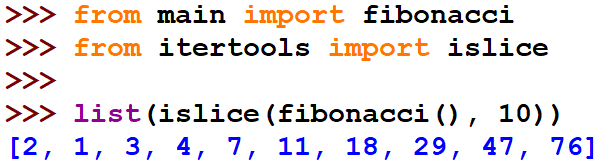 >>> from main import fibonacci
>>> from itertools import islice
>>>
>>> list(islice(fibonacci(), 10))
[2, 1, 3, 4, 7, 11, 18, 29, 47, 76]